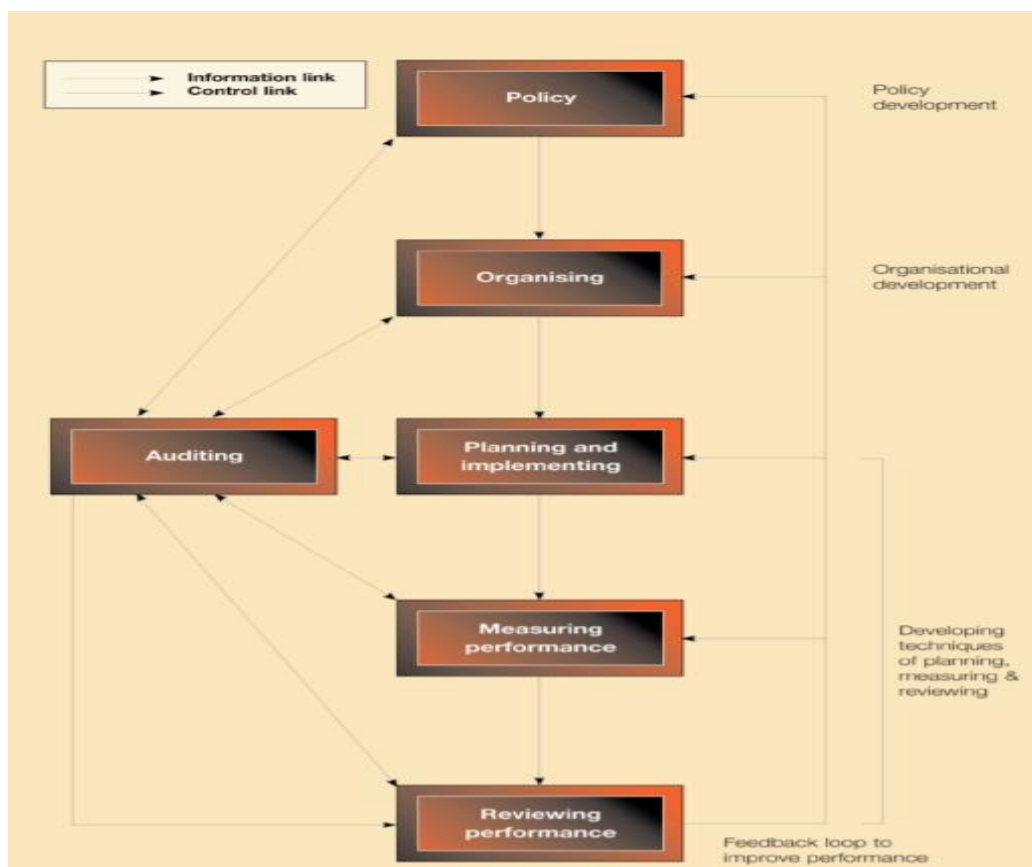 Information link
Control link
Policy
Policy
development
Organising
Organisational
development
Auditing
Planning and
implementing
Measuring
performance
Developing
techniques
of planning,
measuring &
reviewing
Reviewing
performance
Feedback loop to
improve performance